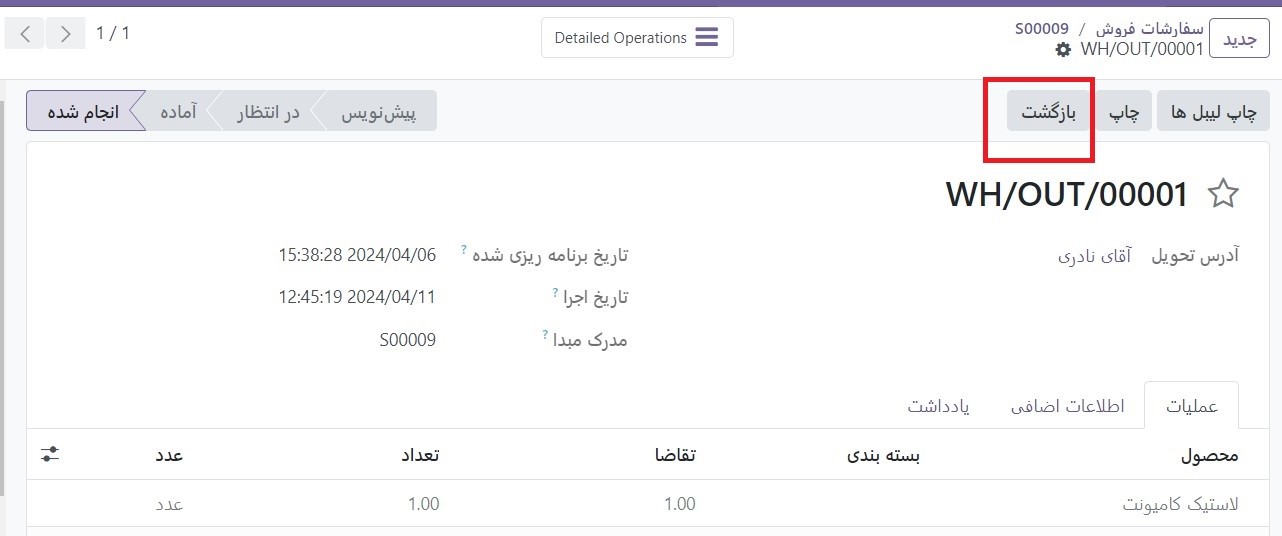 جدید
سفارشات فروش / S00009
WH/OUT/00001
Detailed Operations
1 / 1
چاپ لیبل ها
چاپ
بازگشت
پیش‌نویس
در انتظار
آماده
انجام شده
WH/OUT/00001
آدرس تحویل آقای نادری
تاریخ برنامه ریزی شده ? 2024/04/06 15:38:28
تاریخ اجرا ? 2024/04/11 12:45:19
مدرک مبدا ? S00009
عملیات
اطلاعات اضافی
یادداشت
محصول بسته بندی تقاضا تعداد عدد
لاستیک کامیونت 1.00 1.00 عدد